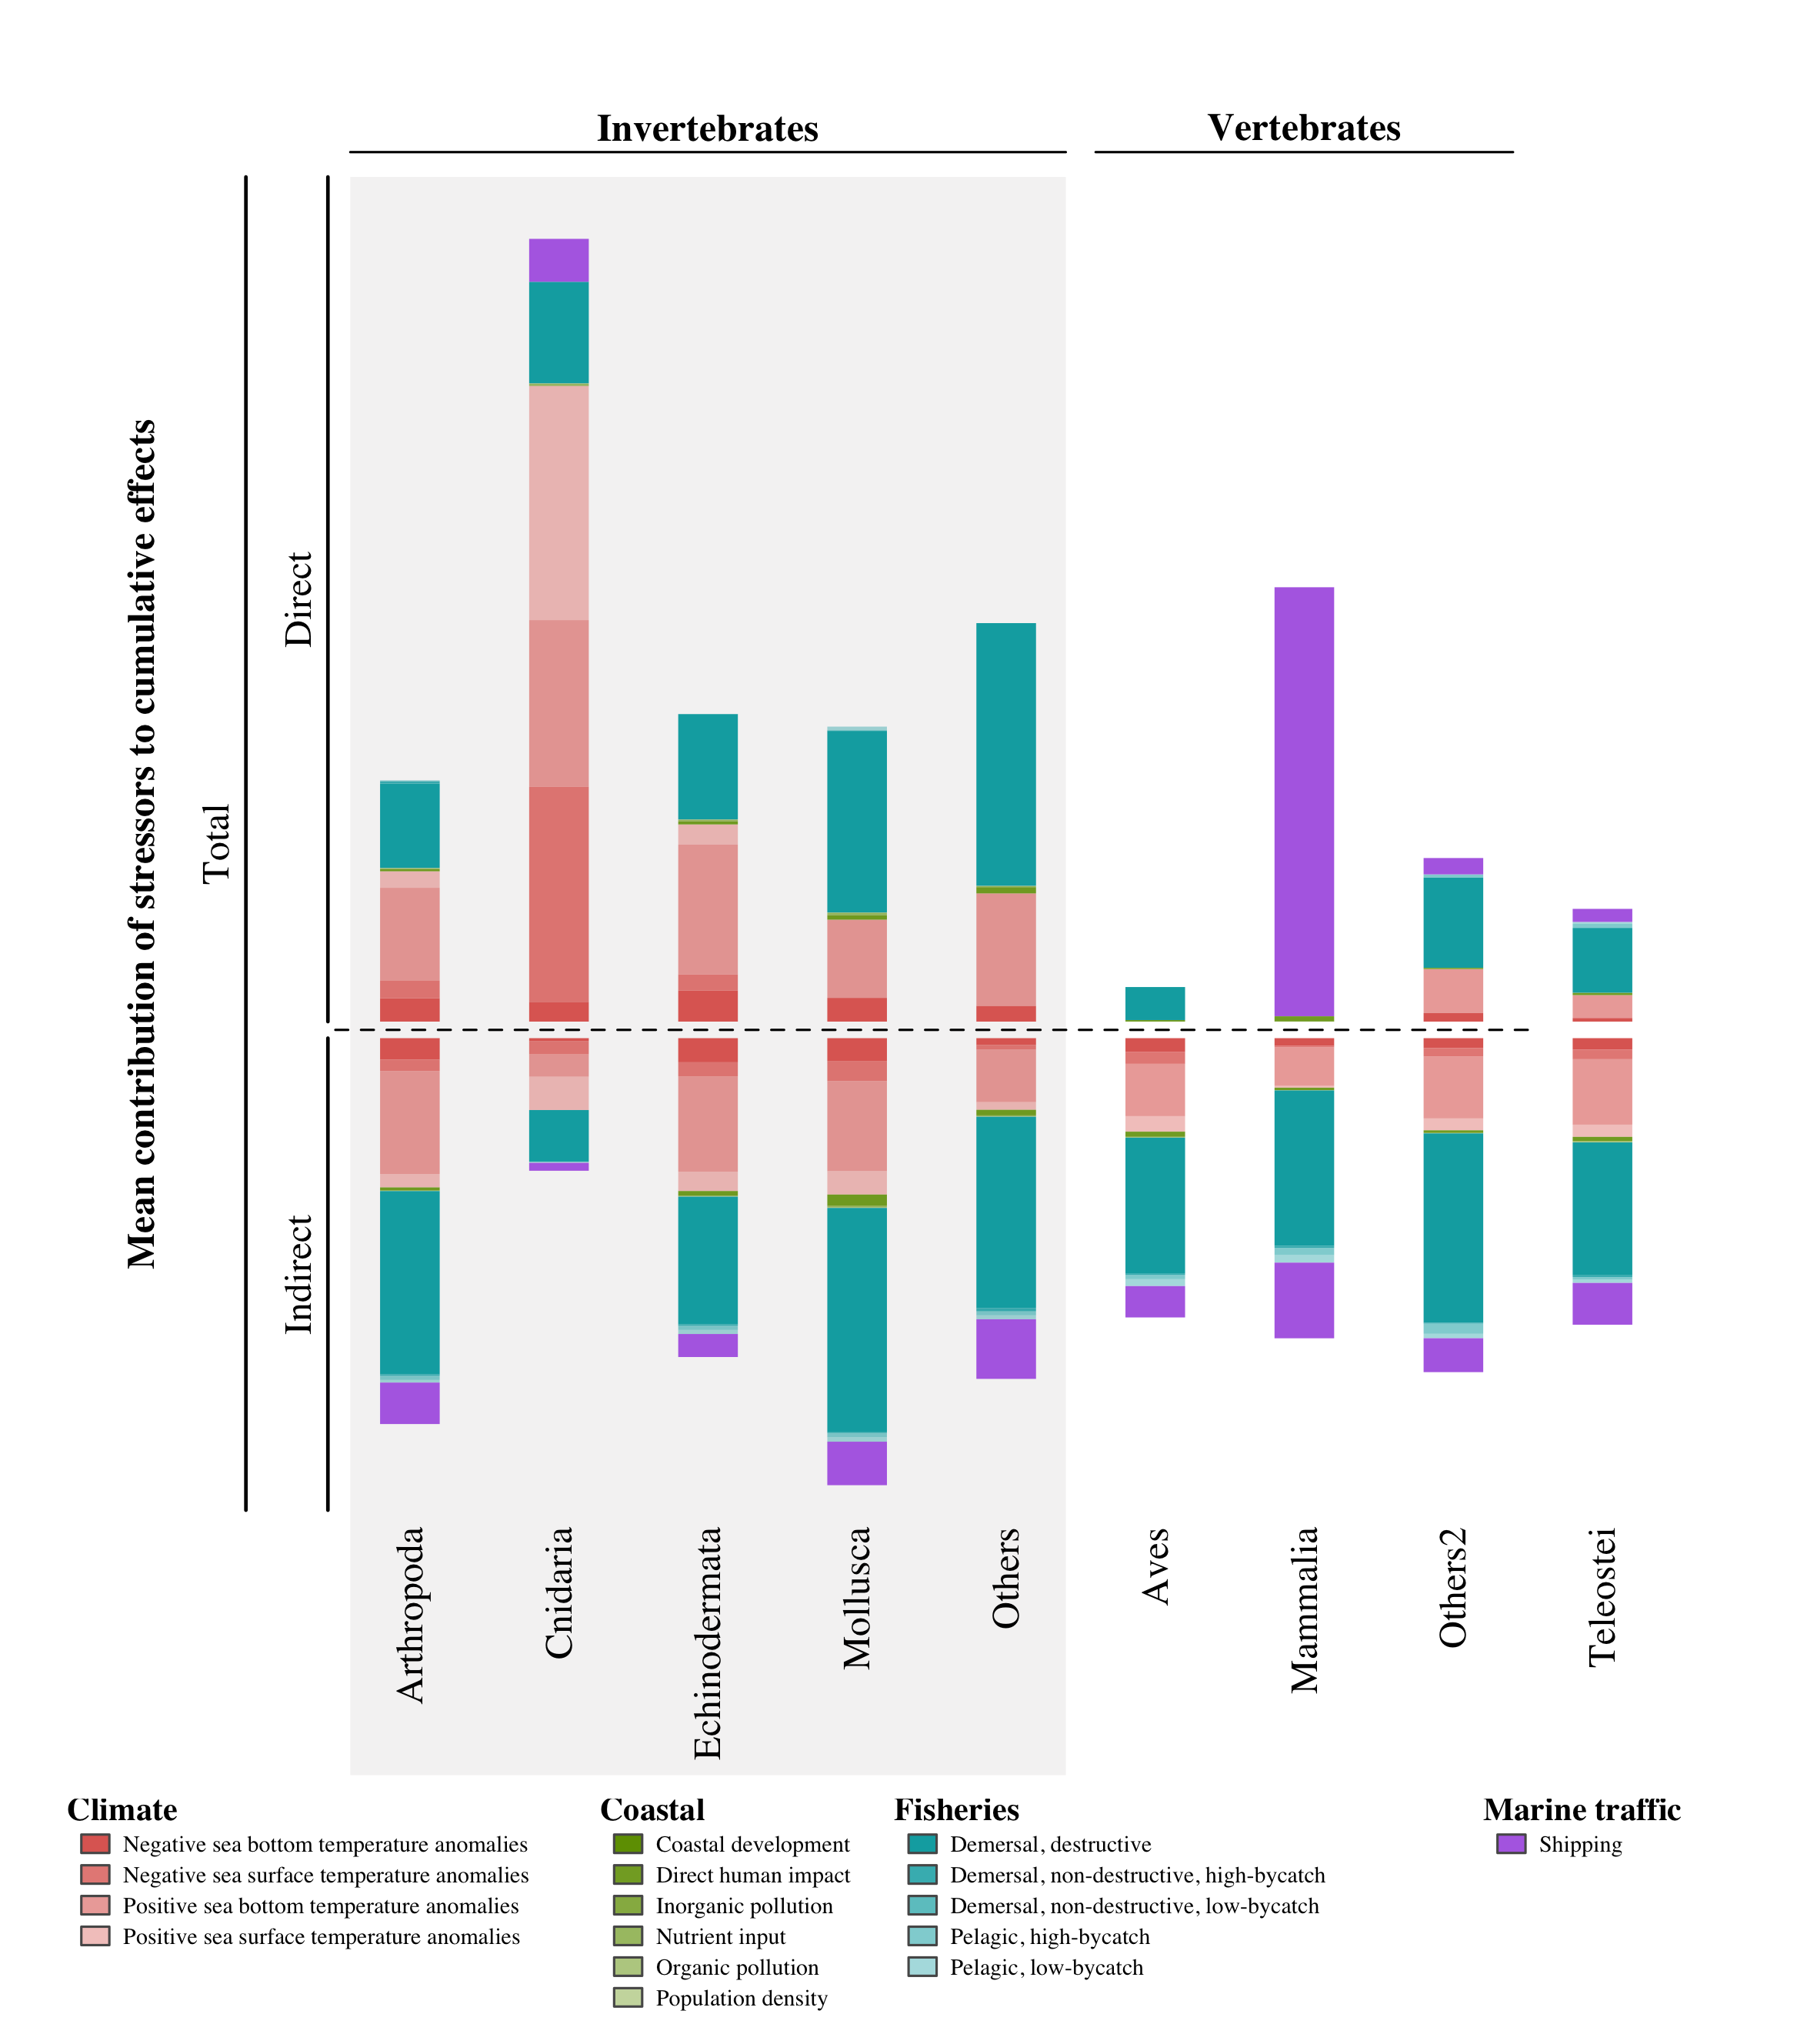 Invertebrates
Vertebrates
Mean contribution of stressors to cumulative effects
Total
Direct
Indirect
Arthropoda
Cnidaria
Echinodermata
Mollusca
Others
Aves
Mammalia
Others2
Teleostei
Climate
Negative sea bottom temperature anomalies
Negative sea surface temperature anomalies
Positive sea bottom temperature anomalies
Positive sea surface temperature anomalies
Coastal
Coastal development
Direct human impact
Inorganic pollution
Nutrient input
Organic pollution
Population density
Fisheries
Demersal, destructive
Demersal, non-destructive, high-bycatch
Demersal, non-destructive, low-bycatch
Pelagic, high-bycatch
Pelagic, low-bycatch
Marine traffic
Shipping